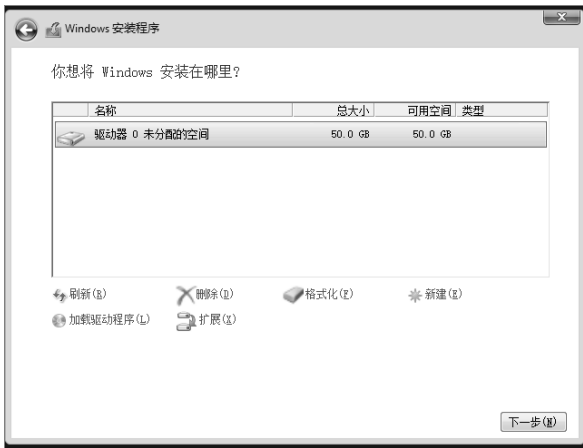 Windows 安装程序
你想将 Windows 安装在哪里?
名称 总大小 可用空间 类型
驱动器 0 未分配的空间 50.0 GB 50.0 GB
刷新(R) 删除(D) 格式化(F) 新建(E)
加载驱动程序(L) 扩展(X)
下一步(N)